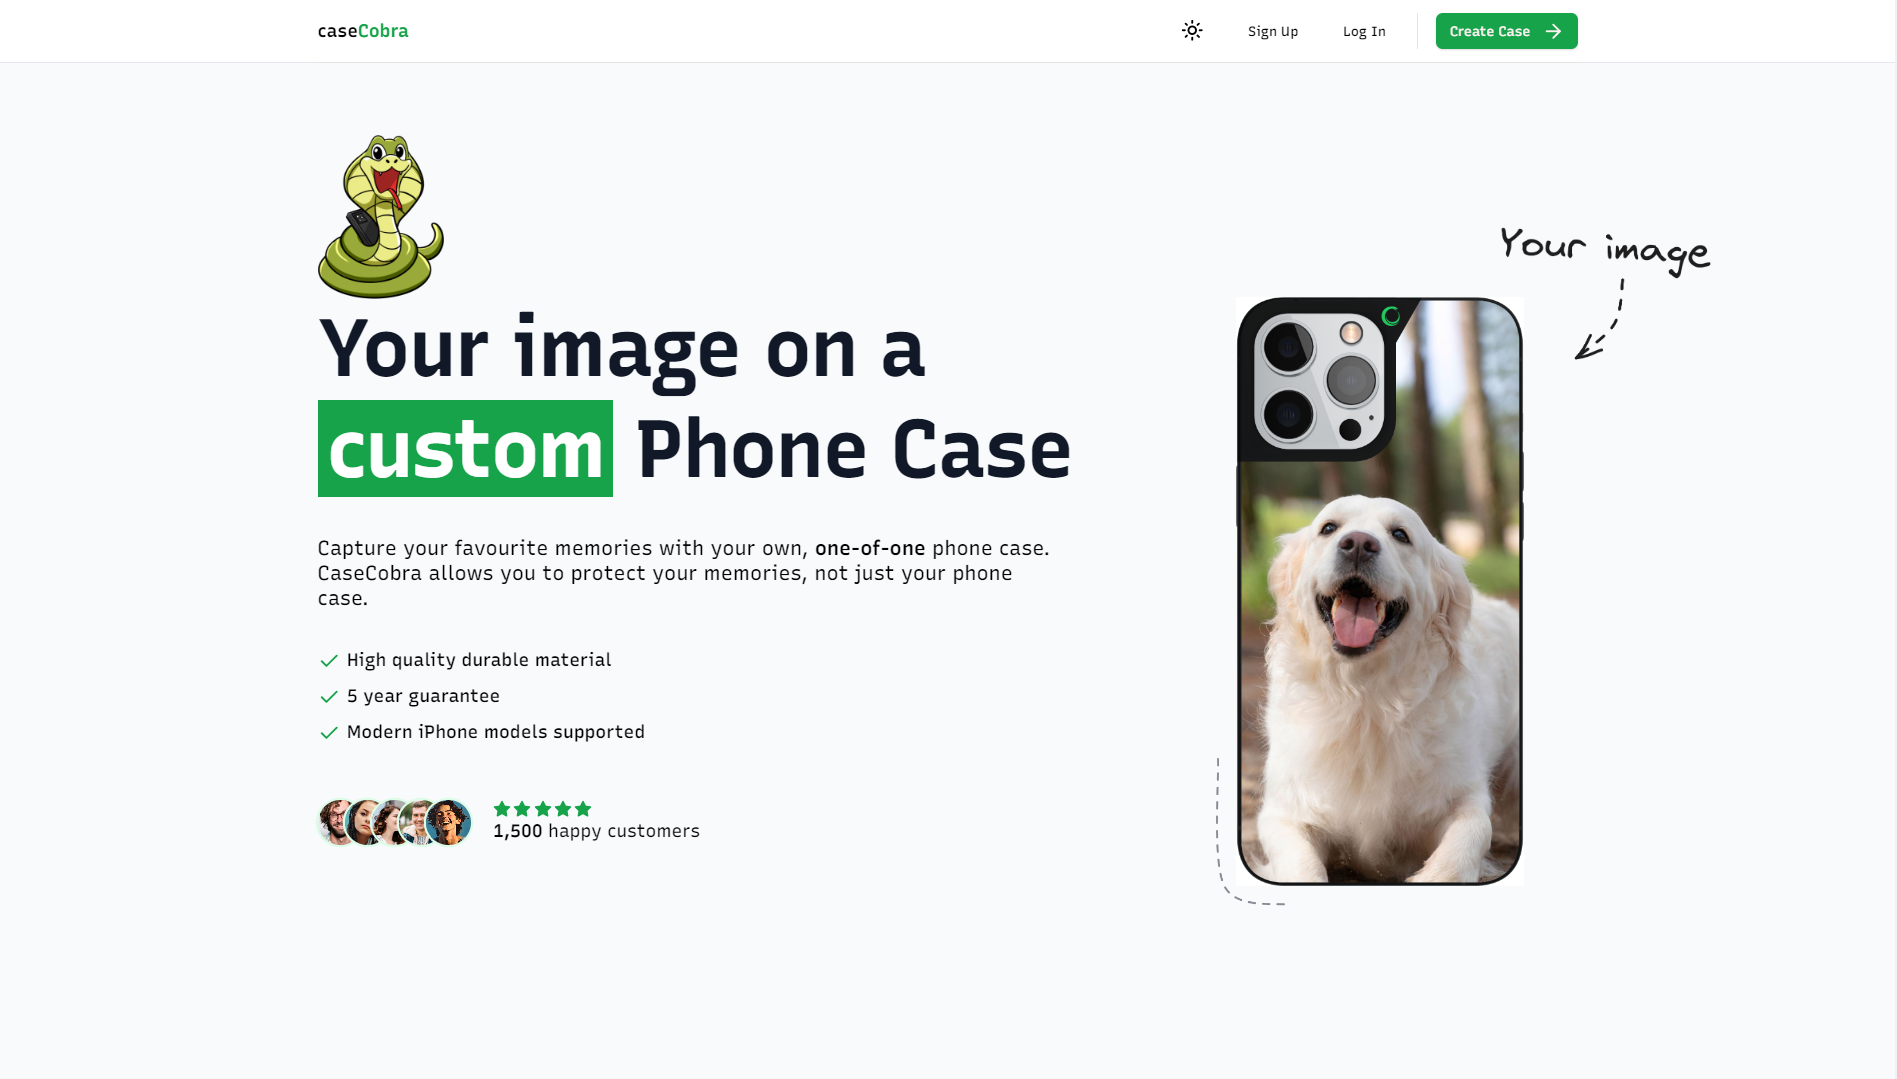 caseCobra
Sign Up
Log In
Create Case
Your image on a
custom Phone Case
Capture your favourite memories with your own, one-of-one phone case.
CaseCobra allows you to protect your memories, not just your phone
case.
High quality durable material
5 year guarantee
Modern iPhone models supported
1,500 happy customers
Your image